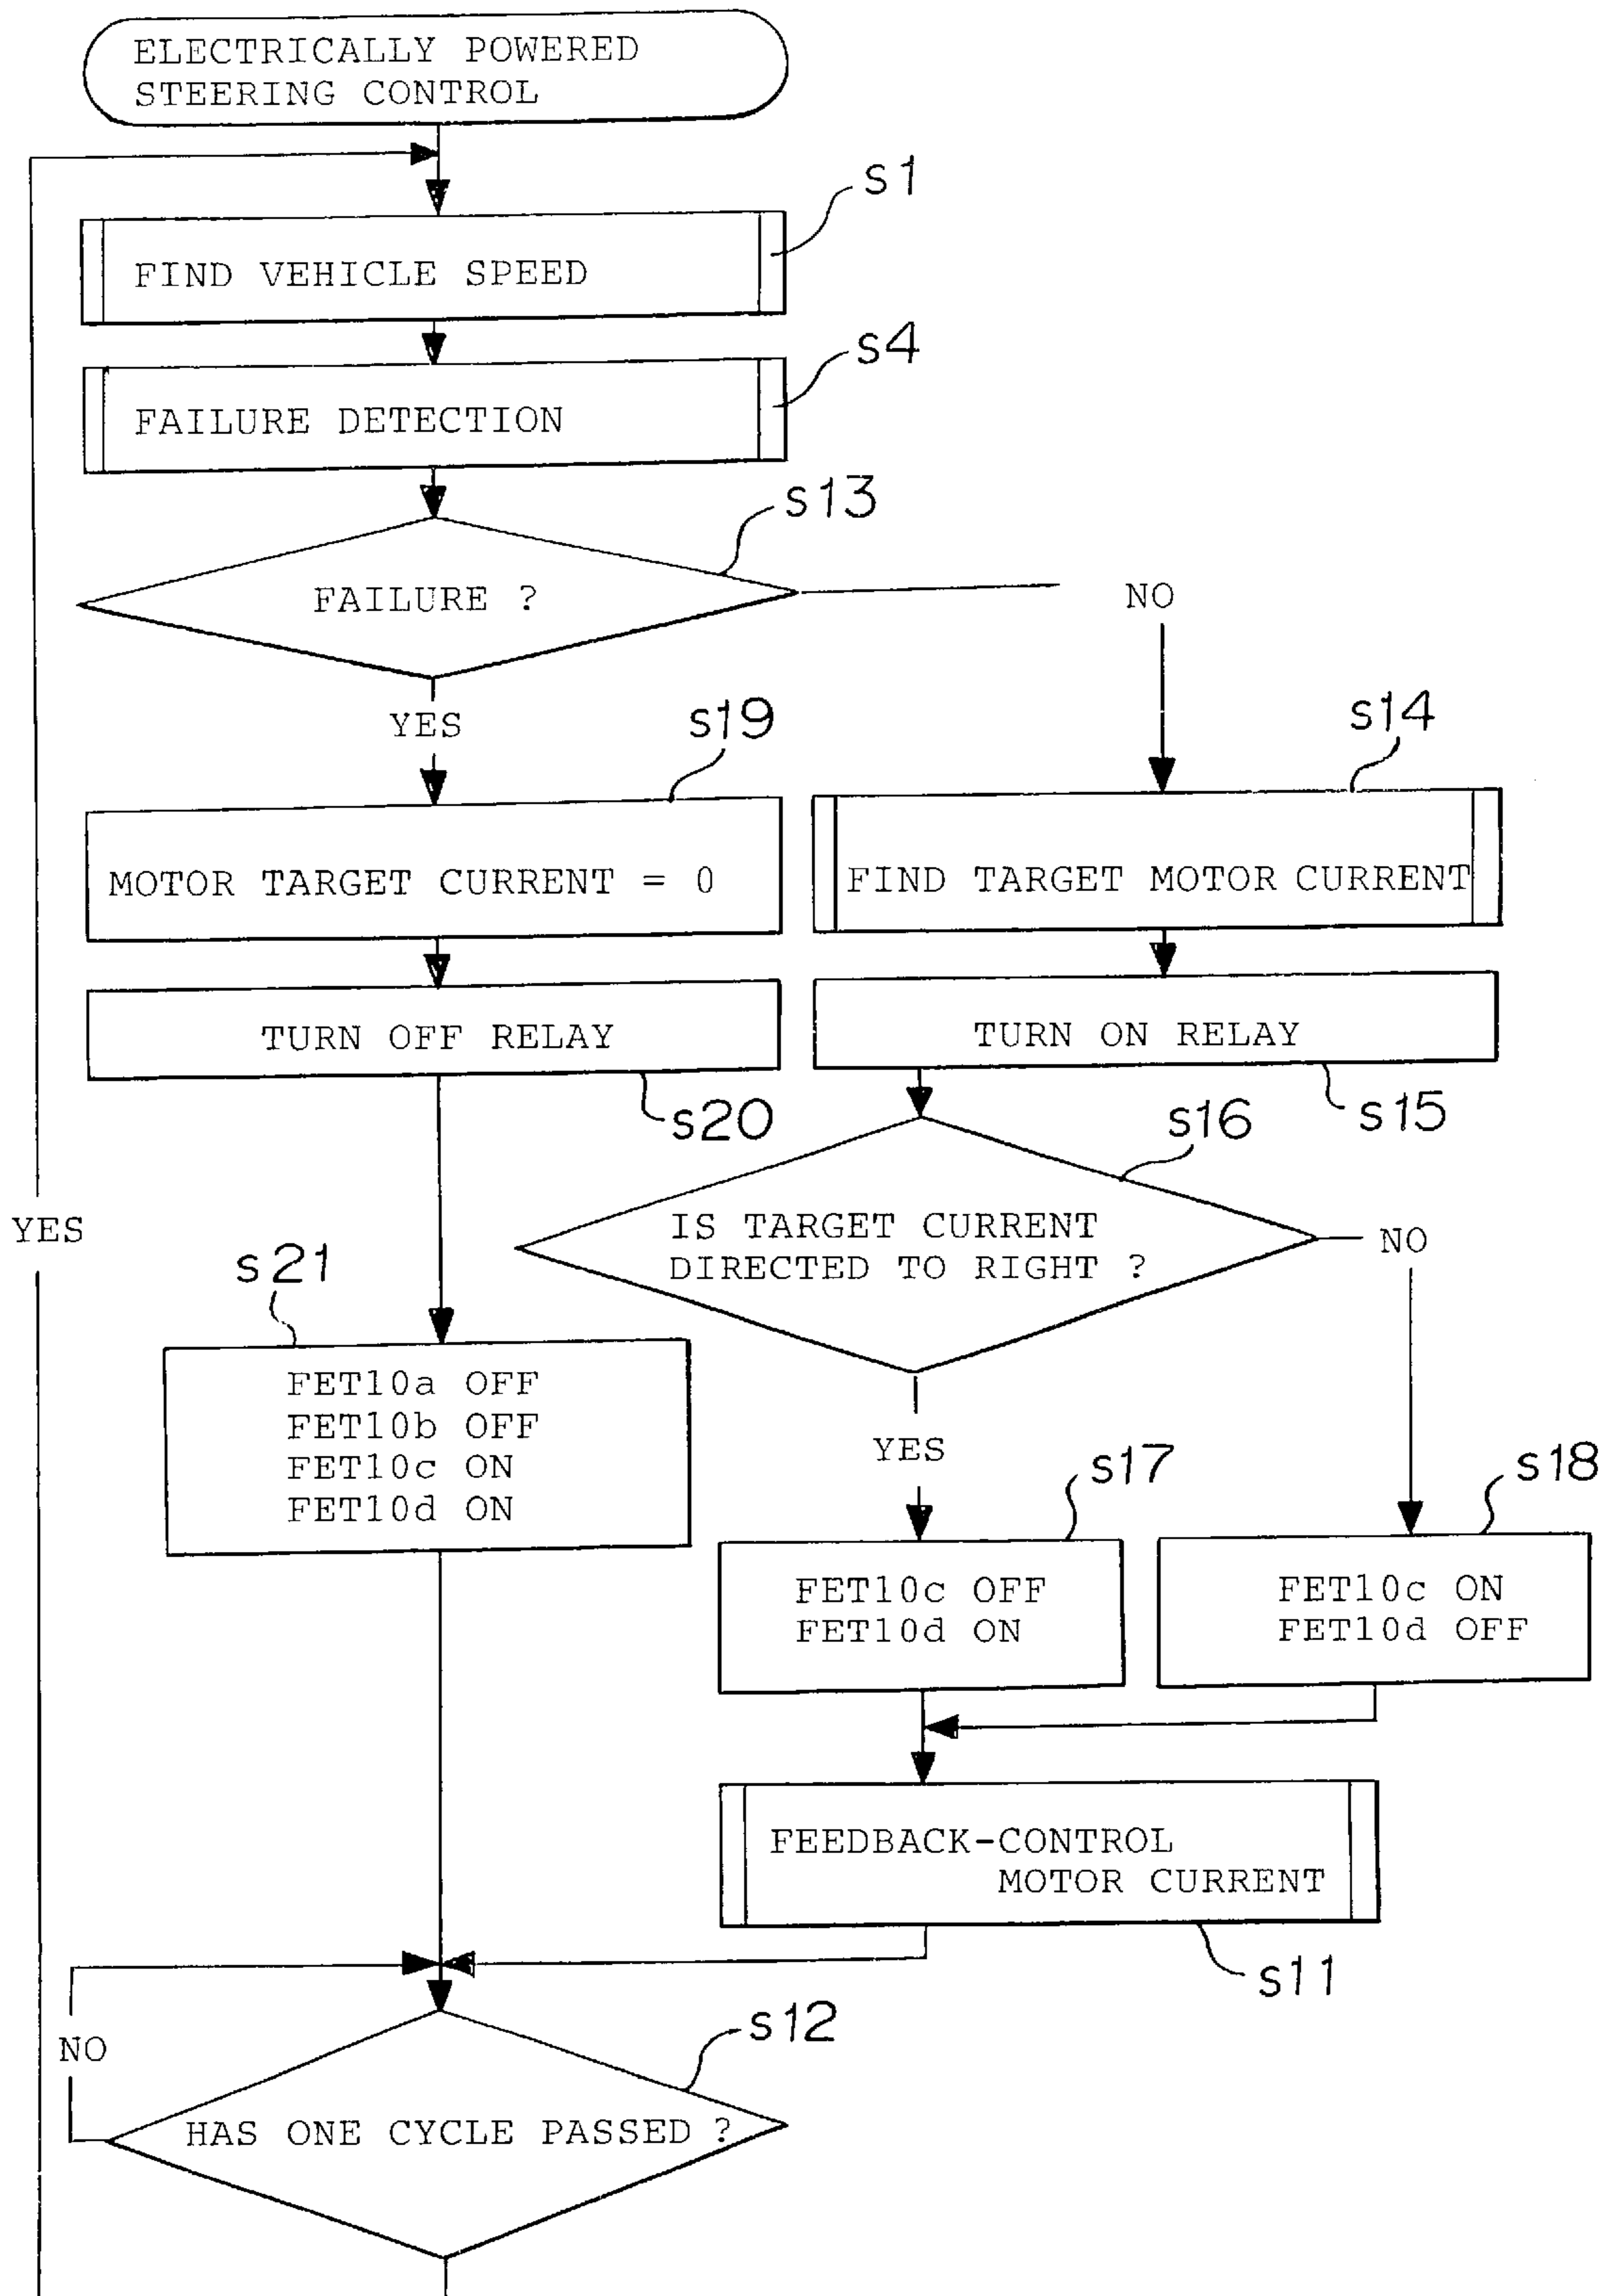 ELECTRICALLY POWERED
STEERING CONTROL
s1
FIND VEHICLE SPEED
s4
FAILURE DETECTION
s13
FAILURE ?
NO
YES
s19
s14
MOTOR TARGET CURRENT = 0
FIND TARGET MOTOR CURRENT
TURN OFF RELAY
TURN ON RELAY
s20
s15
s16
YES
IS TARGET CURRENT
DIRECTED TO RIGHT ?
NO
s21
FET10a OFF
FET10b OFF
FET10c ON
FET10d ON
YES
s17
s18
FET10c OFF
FET10d ON
FET10c ON
FET10d OFF
FEEDBACK-CONTROL
MOTOR CURRENT
s11
s12
NO
HAS ONE CYCLE PASSED ?